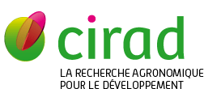 cirad
LA RECHERCHE AGRONOMIQUE
POUR LE DÉVELOPPEMENT